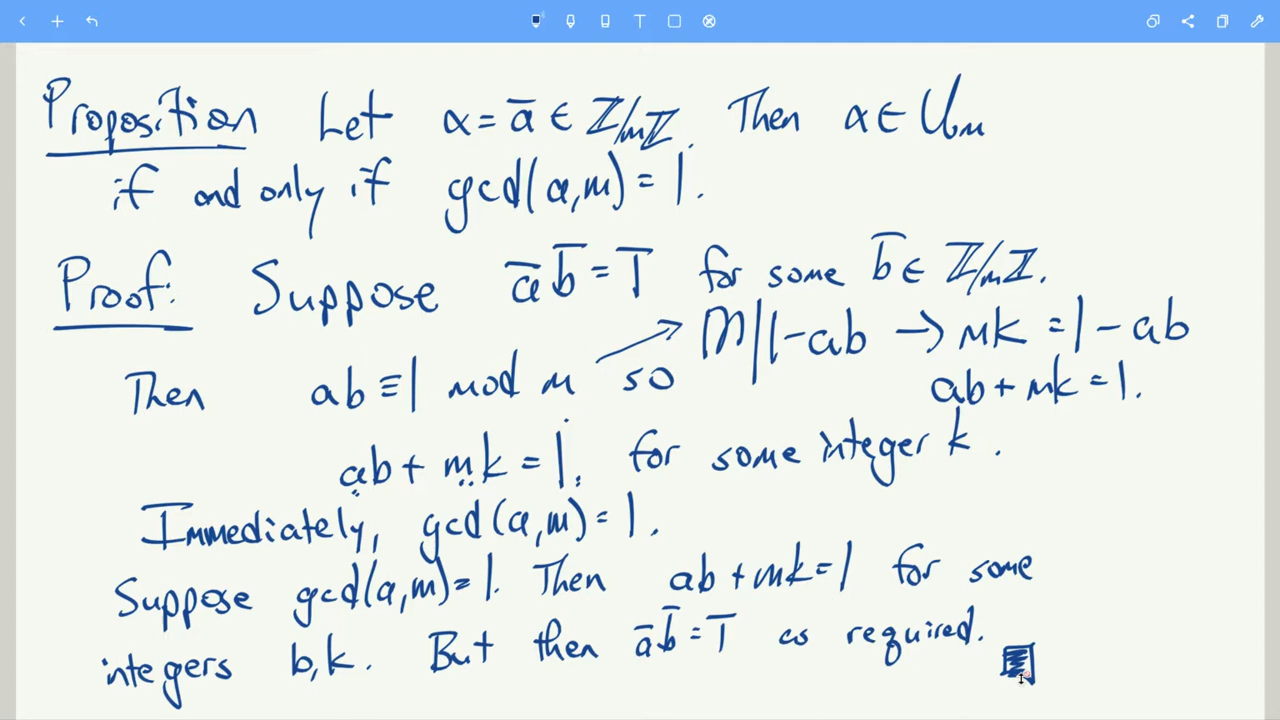 Proposition Let α = a̅ ∈ ℤ/mℤ. Then α ∈ Uₘ
if and only if gcd(a,m) = 1.
Proof: Suppose a̅ b̅ = 1̅ for some b̅ ∈ ℤ/mℤ.
Then ab ≡ 1 mod m so ↗ m | 1-ab → mk = 1 - ab
ab + mk = 1.
ab + mk = 1. for some integer k.
Immediately, gcd(a,m) = 1.
Suppose gcd(a,m) = 1. Then ab + mk = 1 for some
integers b,k. But then a̅ b̅ = 1̅ as required. ■